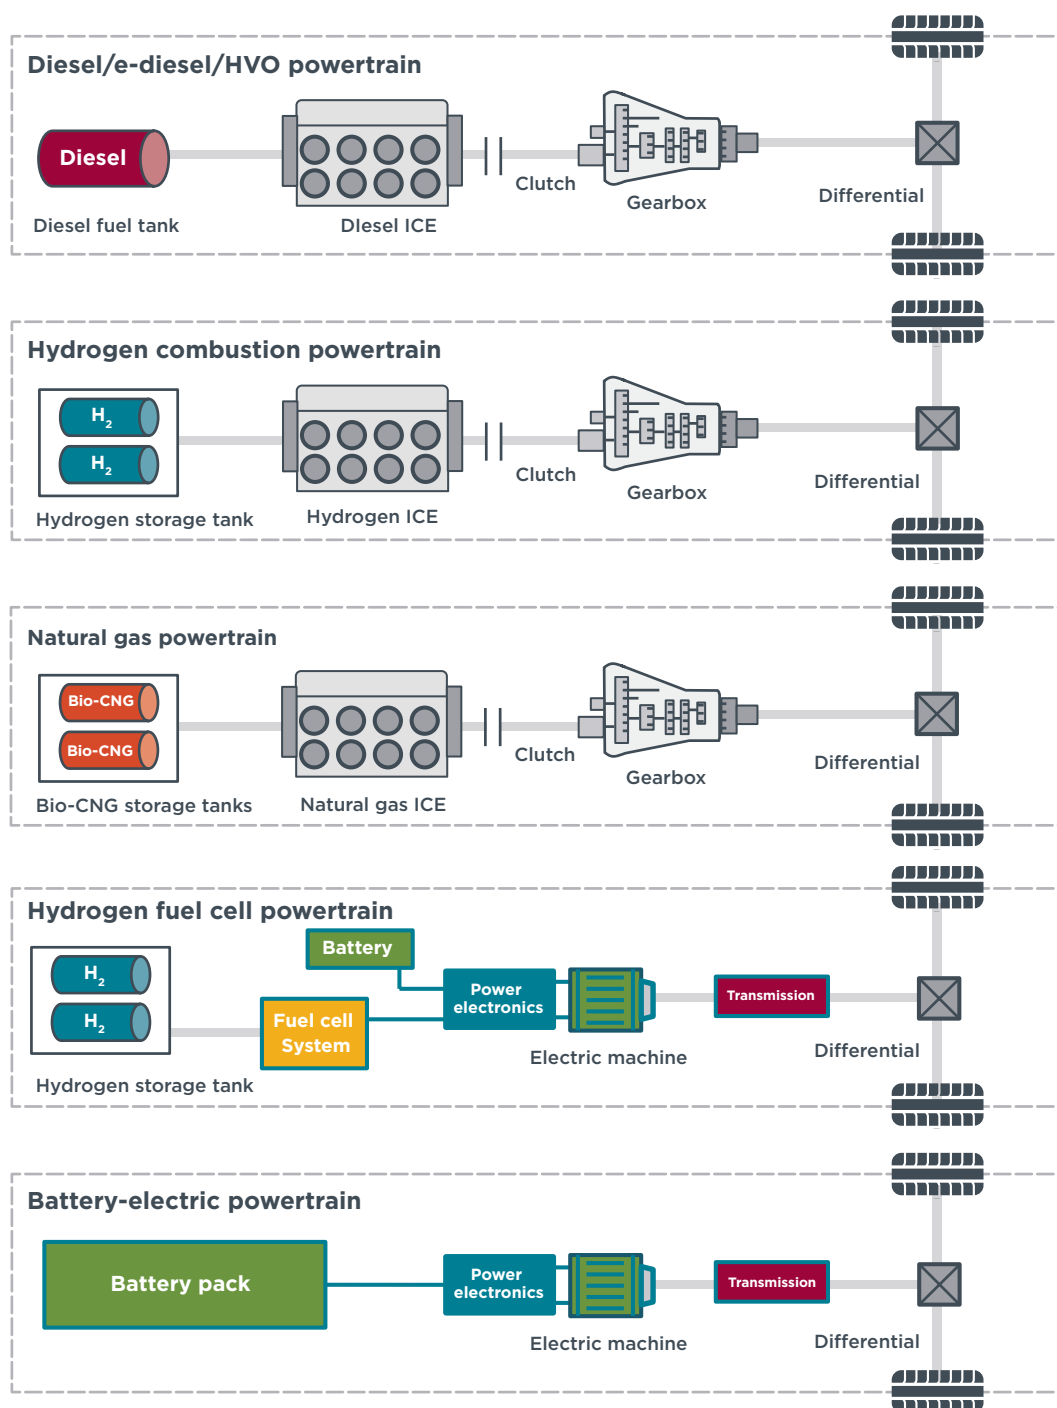 Diesel/e-diesel/HVO powertrain
Diesel
Diesel fuel tank
DIesel ICE
Clutch
Gearbox
Differential
Hydrogen combustion powertrain
H2
H2
Hydrogen storage tank
Hydrogen ICE
Clutch
Gearbox
Differential
Natural gas powertrain
Bio-CNG
Bio-CNG
Bio-CNG storage tanks
Natural gas ICE
Clutch
Gearbox
Differential
Hydrogen fuel cell powertrain
H2
H2
Hydrogen storage tank
Battery
Fuel cell
System
Power
electronics
Electric machine
Transmission
Differential
Battery-electric powertrain
Battery pack
Power
electronics
Electric machine
Transmission
Differential